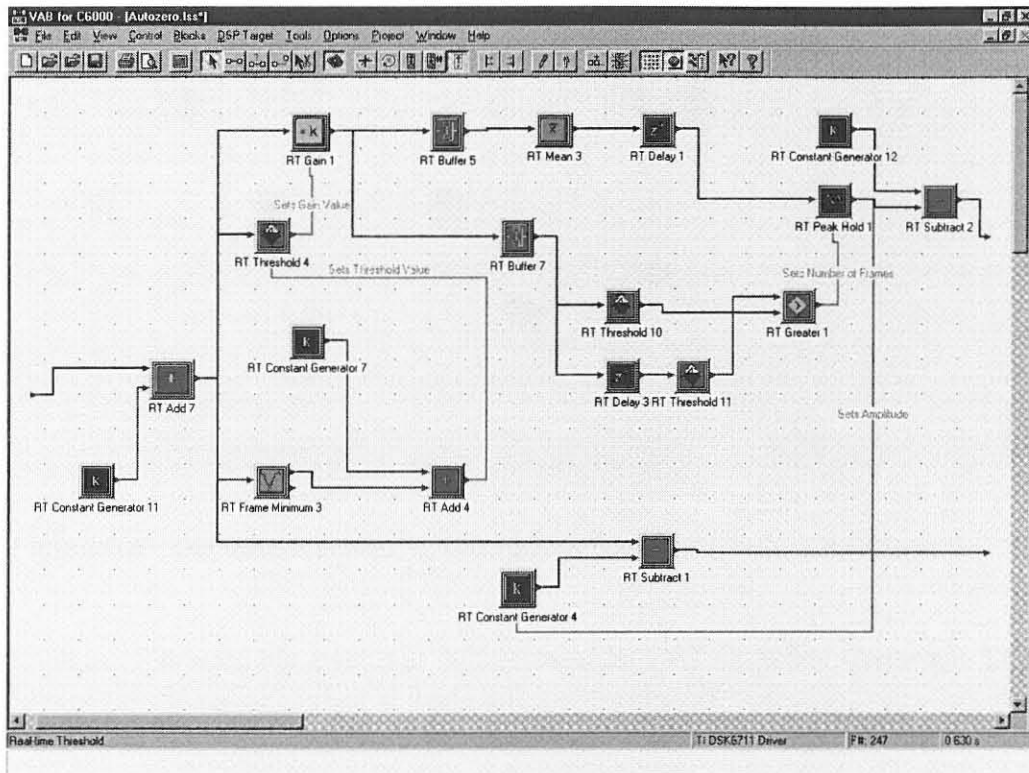 VAB for C6000 - [Autozero.lss*]
File Edit View Control Blocks DSP Target Tools Options Project Window Help
RT Gain 1
RT Buffer 5
RT Mean 3
RT Delay 1
k
RT Constant Generator 12
Sets Gain Value
RT Threshold 4
RT Buffer 7
RT Peak Hold 1
RT Subtract 2
Sets Threshold Value
Sets Number of Frames
k
RT Constant Generator 7
RT Threshold 10
RT Greater 1
RT Add 7
RT Delay 3
RT Threshold 11
Sets Amplitude
k
RT Constant Generator 11
RT Frame Minimum 3
RT Add 4
RT Subtract 1
k
RT Constant Generator 4
Real-time Threshold
TI DSK6711 Driver
F#: 247
0.630 s